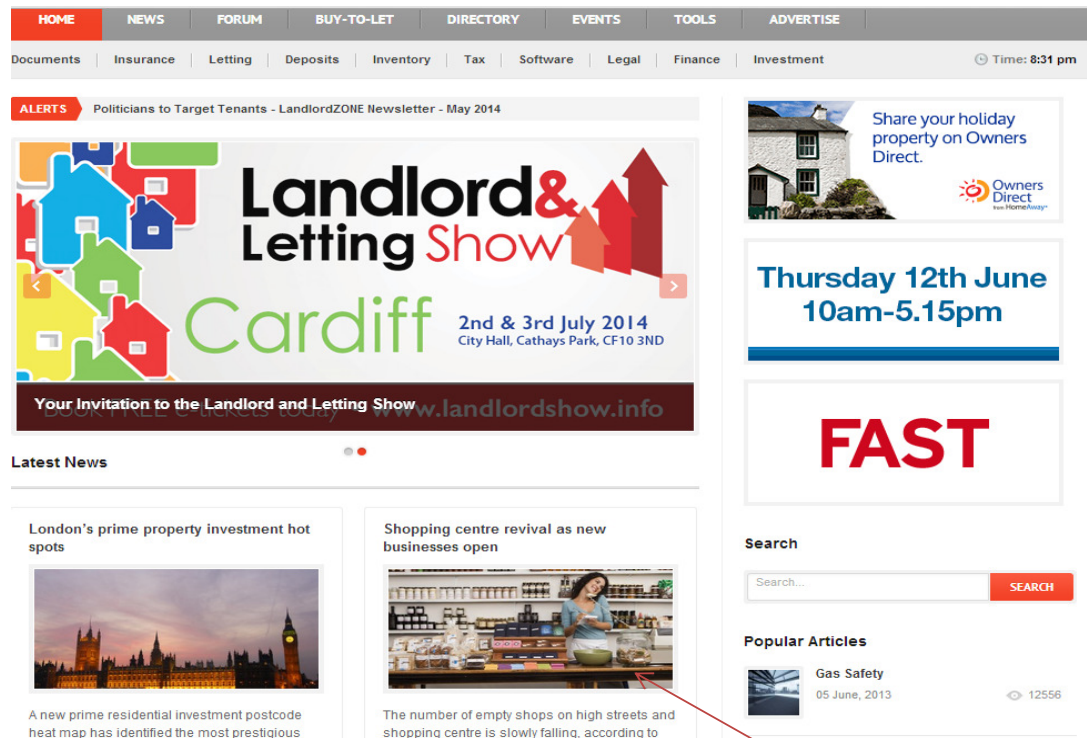 HOME NEWS FORUM BUY-TO-LET DIRECTORY EVENTS TOOLS ADVERTISE
Documents Insurance Letting Deposits Inventory Tax Software Legal Finance Investment Time: 8:31 pm
ALERTS Politicians to Target Tenants - LandlordZONE Newsletter - May 2014
Landlord&
Letting Show
Cardiff
2nd & 3rd July 2014
City Hall, Cathays Park, CF10 3ND
Book FREE e-tickets today www.landlordshow.info
Your Invitation to the Landlord and Letting Show
Share your holiday
property on Owners
Direct.
Owners
Direct
from HomeAway
Thursday 12th June
10am-5.15pm
FAST
Latest News
London's prime property investment hot
spots
A new prime residential investment postcode
heat map has identified the most prestigious
Shopping centre revival as new
businesses open
The number of empty shops on high streets and
shopping centre is slowly falling, according to
Search
Search...
SEARCH
Popular Articles
Gas Safety
05 June, 2013 12556